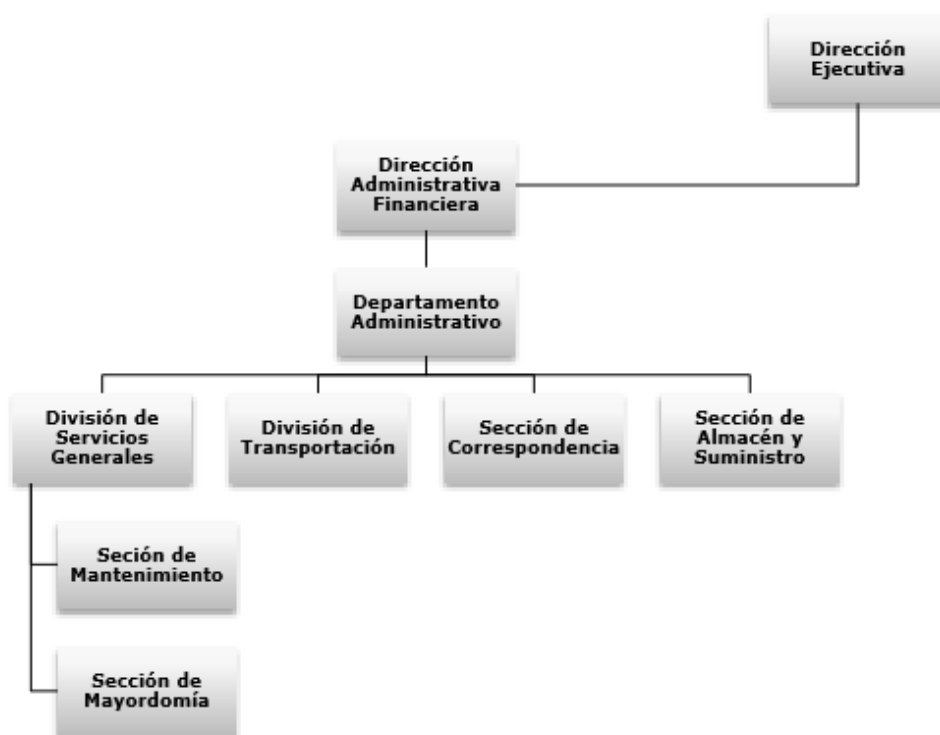 Dirección
Ejecutiva
Dirección
Administrativa
Financiera
Departamento
Administrativo
División de
Servicios
Generales
División de
Transportación
Sección de
Correspondencia
Sección de
Almacén y
Suministro
Seción de
Mantenimiento
Sección de
Mayordomía